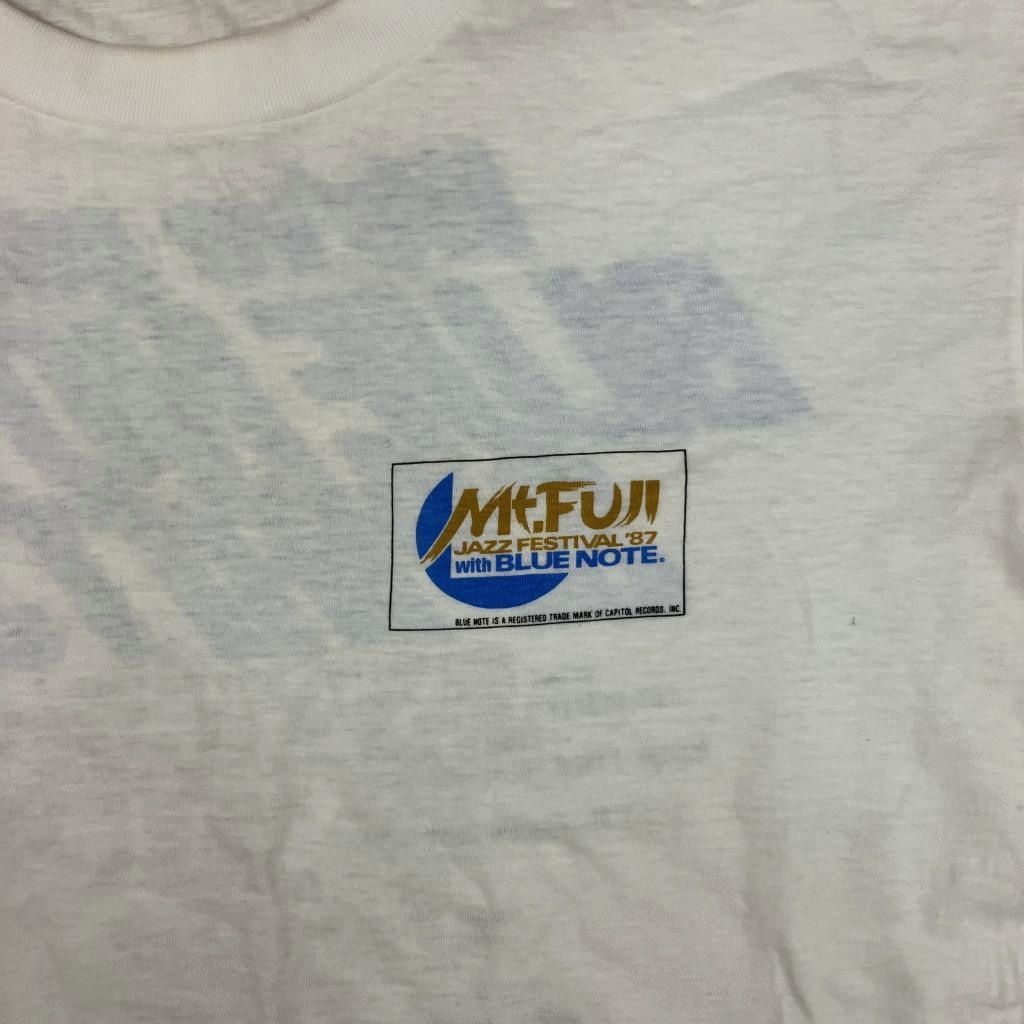 Mt.FUJI
JAZZ FESTIVAL '87
with BLUE NOTE.
BLUE NOTE IS A REGISTERED TRADE MARK OF CAPITOL RECORDS, INC.